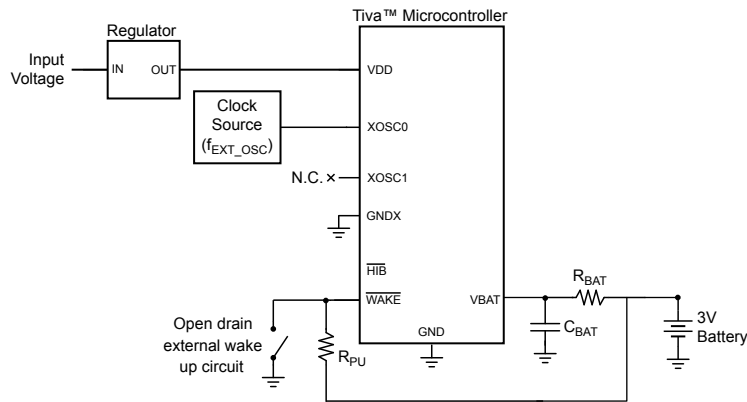 Tiva™ Microcontroller
Regulator
Input
Voltage
IN
OUT
VDD
Clock
Source
(fEXT_OSC)
XOSC0
N.C.
XOSC1
GNDX
HIB
WAKE
VBAT
RBAT
Open drain
external wake
up circuit
RPU
GND
CBAT
3V
Battery